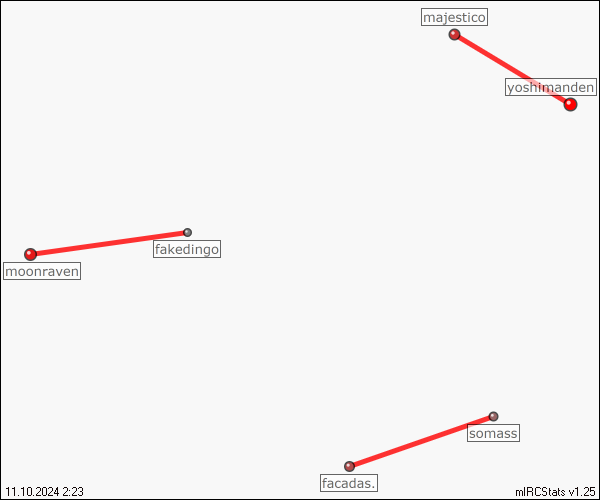 majestico
yoshimanden
fakedingo
moonraven
somass
facadas.
11.10.2024 2:23
mIRCStats v1.25